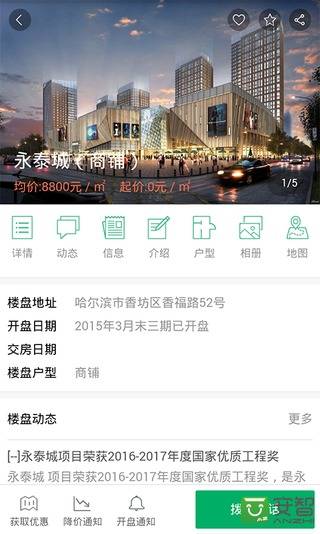 永泰城（商铺）
均价:8800元／㎡ 起价:0元／㎡
1/5
详情 动态 信息 介绍 户型 相册 地图
楼盘地址 哈尔滨市香坊区香福路52号
开盘日期 2015年3月末三期已开盘
交房日期
楼盘户型 商铺
楼盘动态 更多
[--]永泰城项目荣获2016-2017年度国家优质工程奖
永泰城 项目荣获2016-2017年度国家优质工程奖，是永
获取优惠 降价通知 开盘通知 拨 话
安智
ANZHI